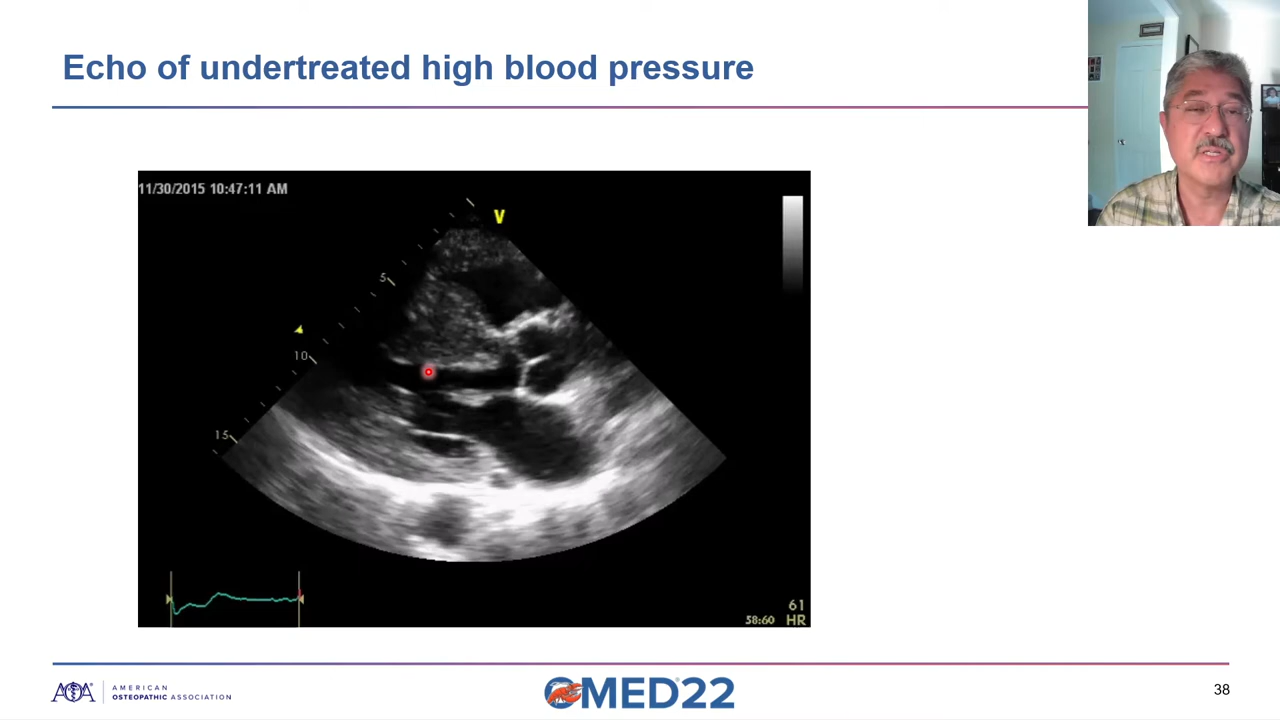 Echo of undertreated high blood pressure
11/30/2015 10:47:11 AM
V
5
10
15
61
58:60 HR
AOA AMERICAN
OSTEOPATHIC ASSOCIATION
OMED22
38